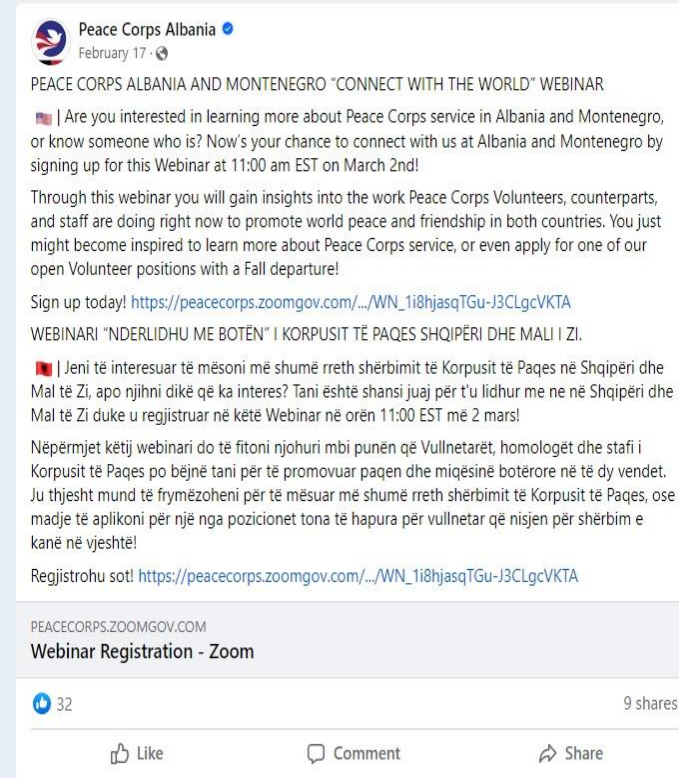 Peace Corps Albania
February 17 ·
PEACE CORPS ALBANIA AND MONTENEGRO “CONNECT WITH THE WORLD” WEBINAR
| Are you interested in learning more about Peace Corps service in Albania and Montenegro,
or know someone who is? Now’s your chance to connect with us at Albania and Montenegro by
signing up for this Webinar at 11:00 am EST on March 2nd!
Through this webinar you will gain insights into the work Peace Corps Volunteers, counterparts,
and staff are doing right now to promote world peace and friendship in both countries. You just
might become inspired to learn more about Peace Corps service, or even apply for one of our
open Volunteer positions with a Fall departure!
Sign up today! https://peacecorps.zoomgov.com/.../WN_1i8hjasqTGu-J3CLgcVKTA
WEBINARI “NDERLIDHU ME BOTËN” I KORPUSIT TË PAQES SHQIPËRI DHE MALI I ZI.
| Jeni të interesuar të mësoni më shumë rreth shërbimit të Korpusit të Paqes në Shqipëri dhe
Mal të Zi, apo njihni dikë që ka interes? Tani është shansi juaj për t’u lidhur me ne në Shqipëri dhe
Mal të Zi duke u regjistruar në këtë Webinar në orën 11:00 EST më 2 mars!
Nëpërmjet këtij webinari do të fitoni njohuri mbi punën që Vullnetarët, homologët dhe stafi i
Korpusit të Paqes po bëjnë tani për të promovuar paqen dhe miqësinë botërore në të dy vendet.
Ju thjesht mund të frymëzoheni për të mësuar më shumë rreth shërbimit të Korpusit të Paqes, ose
madje të aplikoni për një nga pozicionet tona të hapura për vullnetar që nisjen për shërbim e
kanë në vjeshtë!
Regjistrohu sot! https://peacecorps.zoomgov.com/.../WN_1i8hjasqTGu-J3CLgcVKTA
PEACECORPS.ZOOMGOV.COM
Webinar Registration - Zoom
32
9 shares
Like
Comment
Share